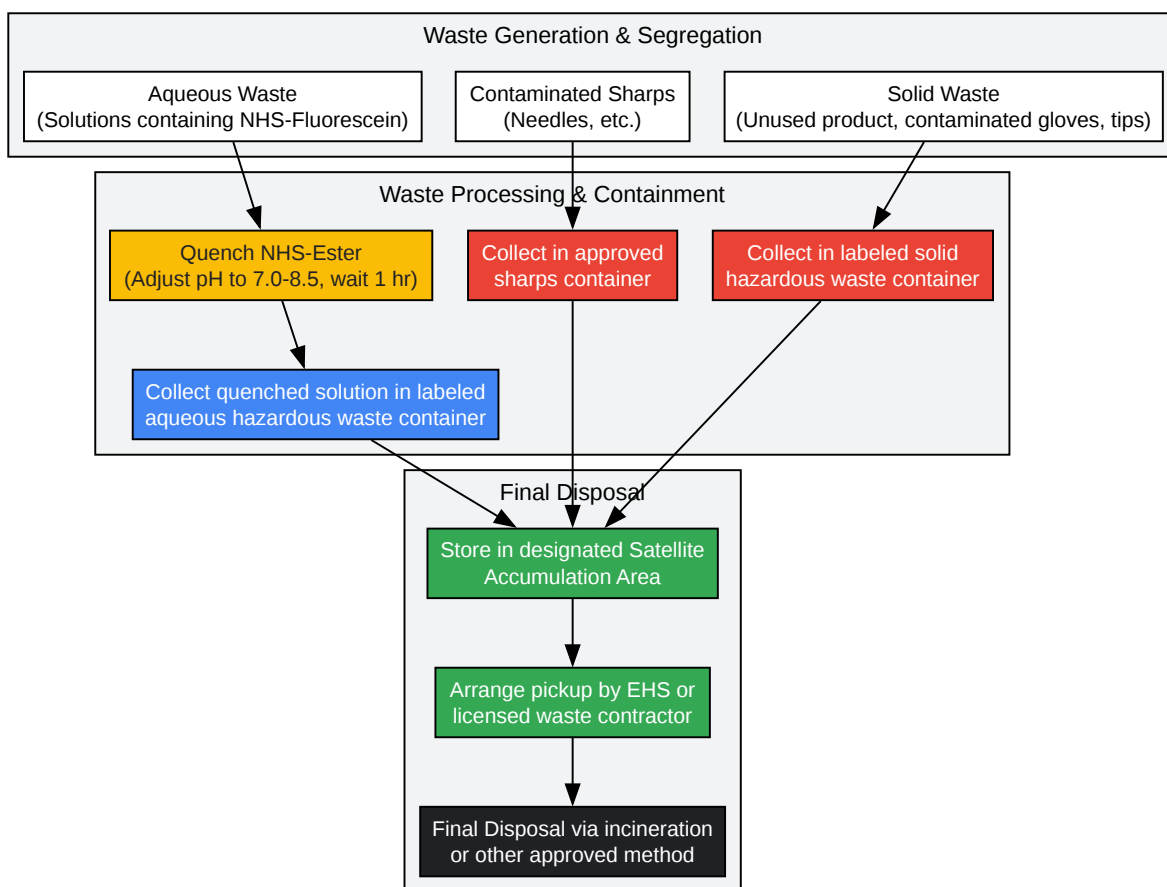 Waste Generation & Segregation
Aqueous Waste
(Solutions containing NHS-Fluorescein)
Contaminated Sharps
(Needles, etc.)
Solid Waste
(Unused product, contaminated gloves, tips)
Waste Processing & Containment
Quench NHS-Ester
(Adjust pH to 7.0-8.5, wait 1 hr)
Collect in approved
sharps container
Collect in labeled solid
hazardous waste container
Collect quenched solution in labeled
aqueous hazardous waste container
Final Disposal
Store in designated Satellite
Accumulation Area
Arrange pickup by EHS or
licensed waste contractor
Final Disposal via incineration
or other approved method